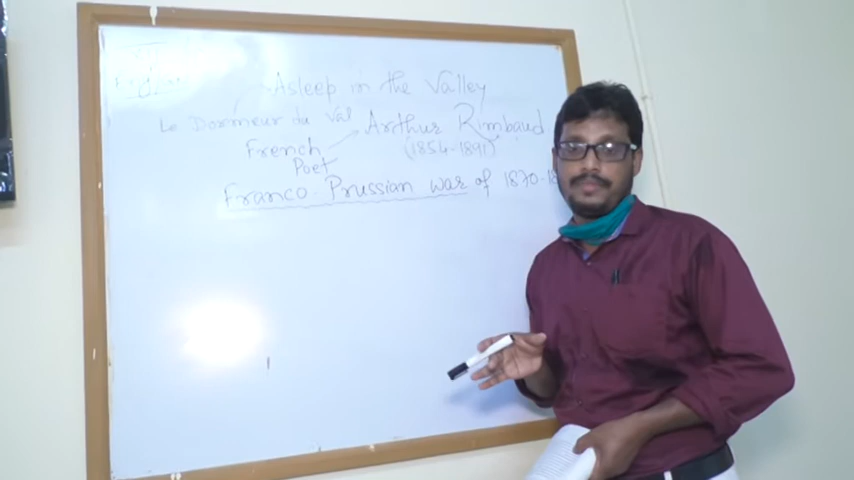 Asleep in the Valley
Le Dormeur du Val Arthur Rimbaud
French (1854-1891)
Poet
Franco-Prussian war of 1870-18